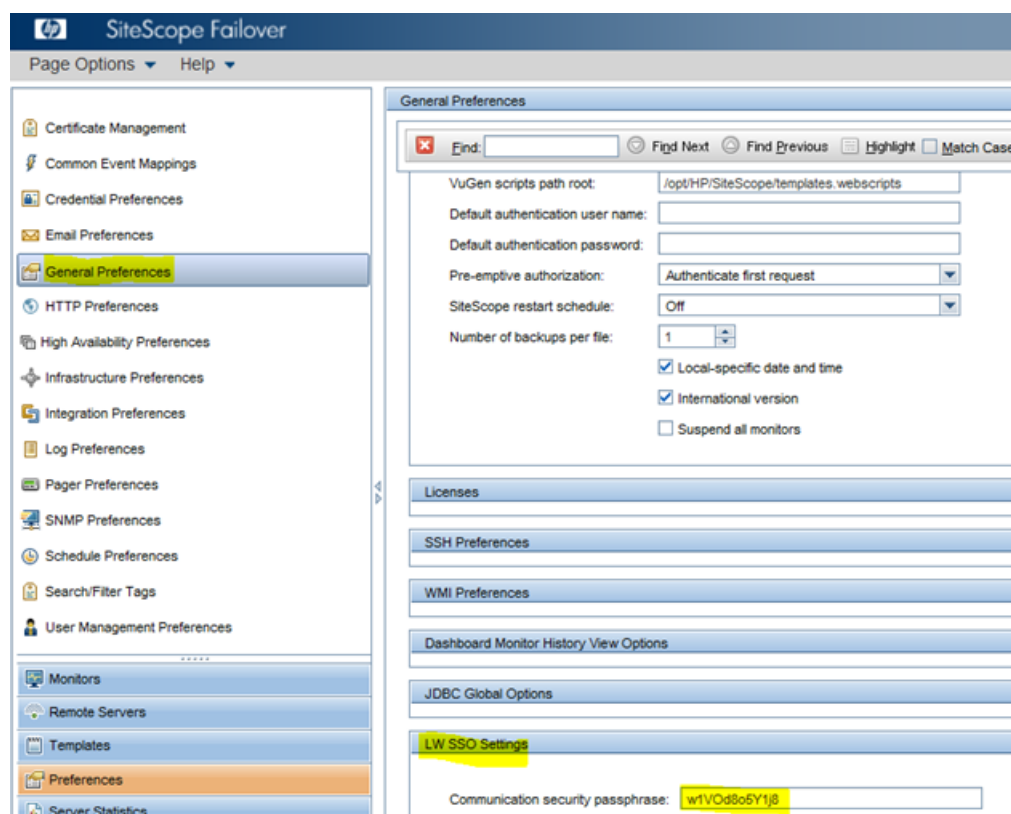 hp SiteScope Failover
Page Options Help
Certificate Management
Common Event Mappings
Credential Preferences
Email Preferences
General Preferences
HTTP Preferences
High Availability Preferences
Infrastructure Preferences
Integration Preferences
Log Preferences
Pager Preferences
SNMP Preferences
Schedule Preferences
Search/Filter Tags
User Management Preferences
Monitors
Remote Servers
Templates
Preferences
Server Statistics
General Preferences
Find: Find Next Find Previous Highlight Match Case
VuGen scripts path root: /opt/HP/SiteScope/templates.webscripts
Default authentication user name:
Default authentication password:
Pre-emptive authorization: Authenticate first request
SiteScope restart schedule: Off
Number of backups per file: 1
Local-specific date and time
International version
Suspend all monitors
Licenses
SSH Preferences
WMI Preferences
Dashboard Monitor History View Options
JDBC Global Options
LW SSO Settings
Communication security passphrase: w1VOd8o5Y1j8